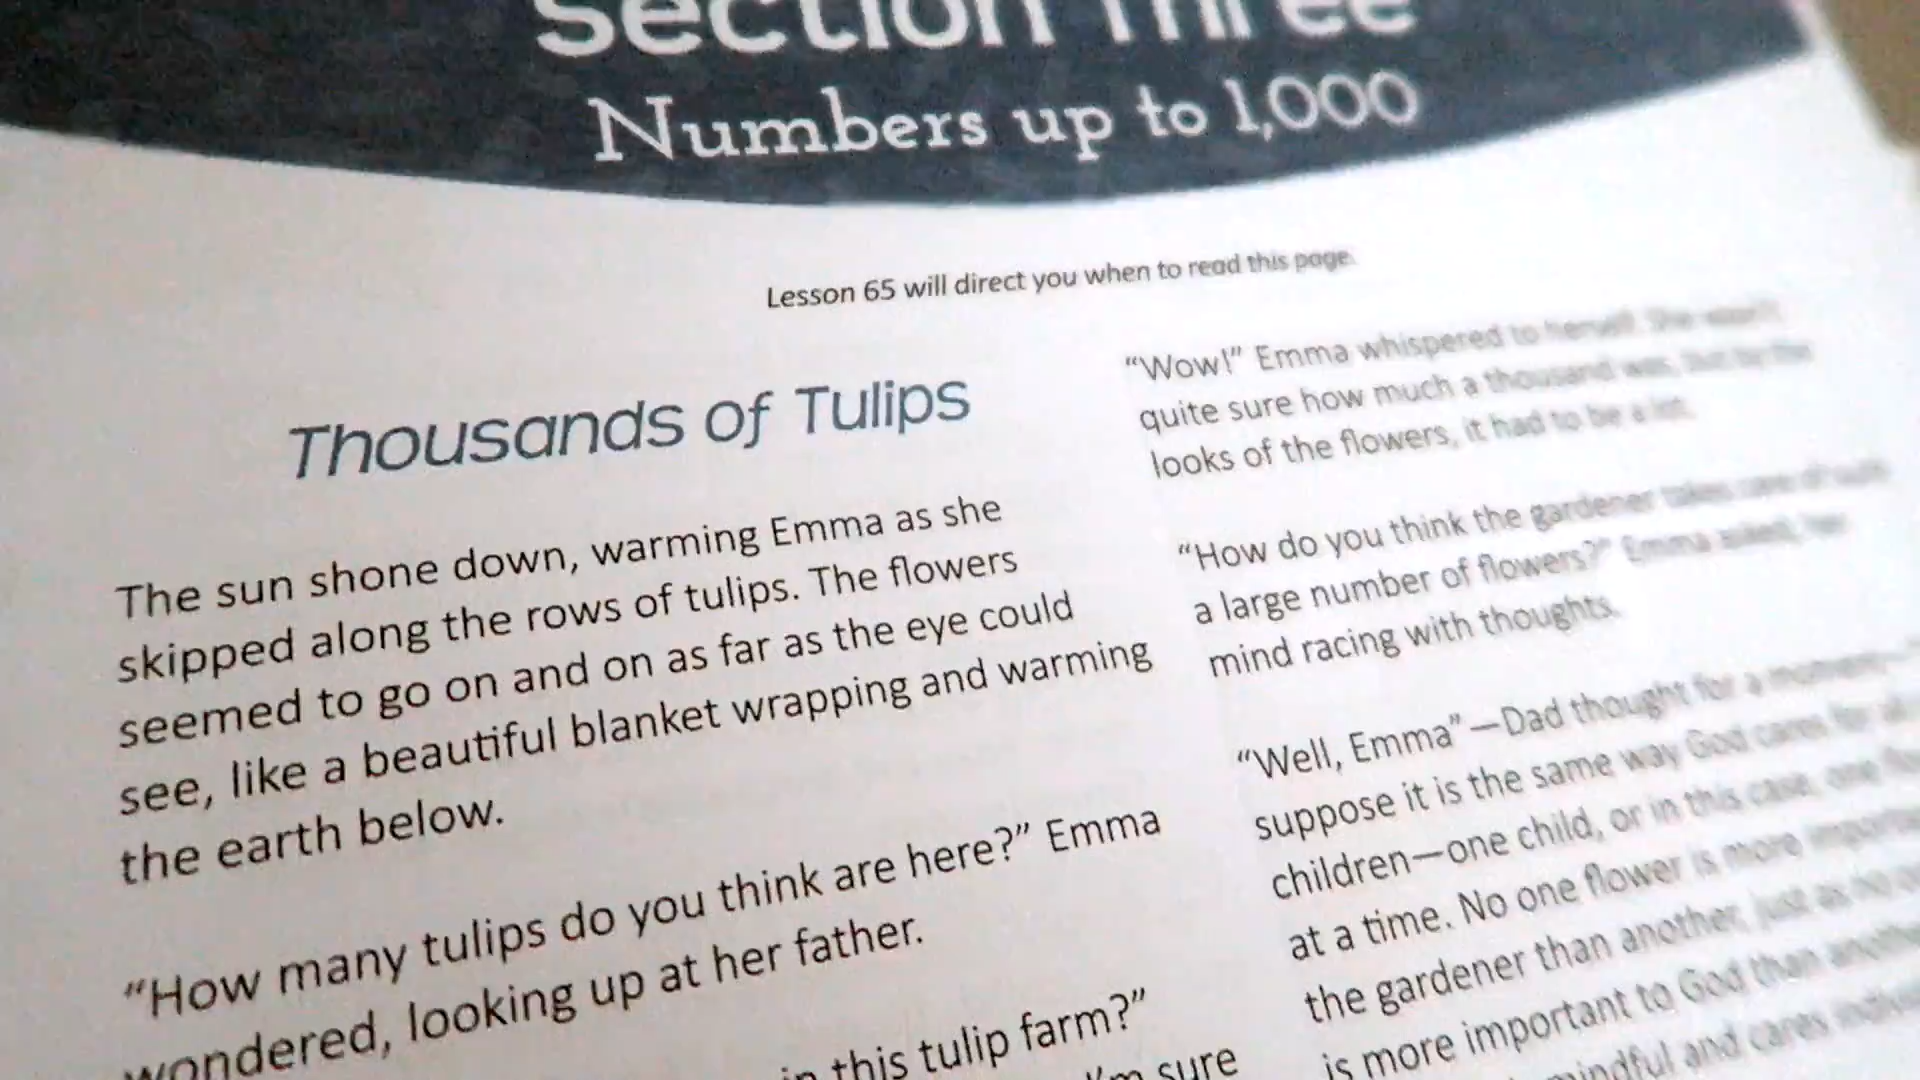 Section Three
Numbers up to 1,000
Lesson 65 will direct you when to read this page.
Thousands of Tulips
The sun shone down, warming Emma as she
skipped along the rows of tulips. The flowers
seemed to go on and on as far as the eye could
see, like a beautiful blanket wrapping and warming
the earth below.
“How many tulips do you think are here?” Emma
wondered, looking up at her father.
in this tulip farm?”
I’m sure
“Wow!” Emma whispered to herself. She wasn’t
quite sure how much a thousand was, but by the
looks of the flowers, it had to be a lot.
“How do you think the gardener takes care of such
a large number of flowers?” Emma asked, her
mind racing with thoughts.
“Well, Emma”—Dad thought for a moment—
suppose it is the same way God cares for all
children—one child, or in this case, one
at a time. No one flower is more
the gardener than another, just as no
is more important to God than
mindful and cares